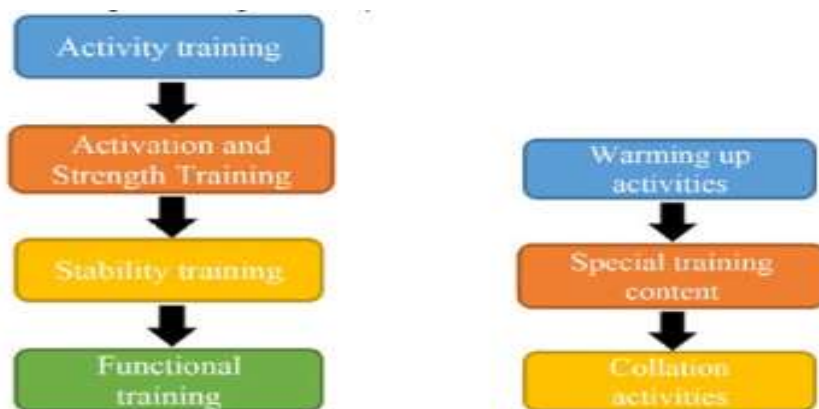 Activity training
Activation and
Strength Training
Stability training
Functional
training
Warming up
activities
Special training
content
Collation
activities